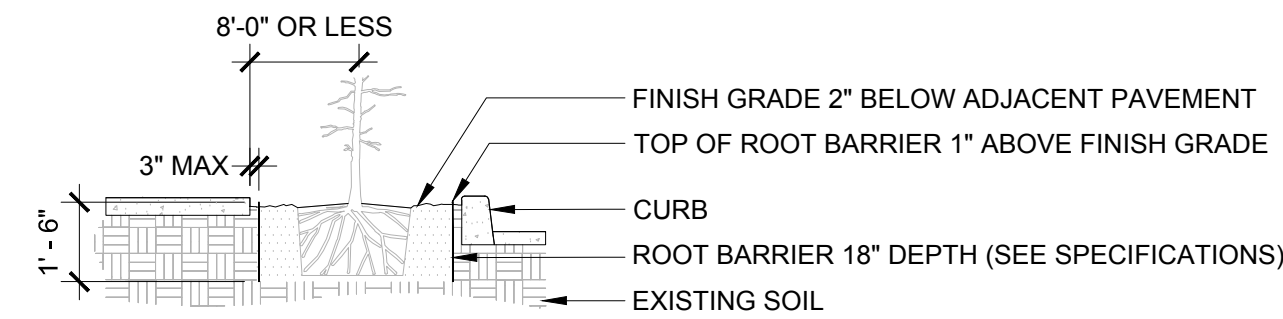 8'-0" OR LESS
FINISH GRADE 2" BELOW ADJACENT PAVEMENT
TOP OF ROOT BARRIER 1" ABOVE FINISH GRADE
3" MAX
CURB
1' - 6"
ROOT BARRIER 18" DEPTH (SEE SPECIFICATIONS)
EXISTING SOIL